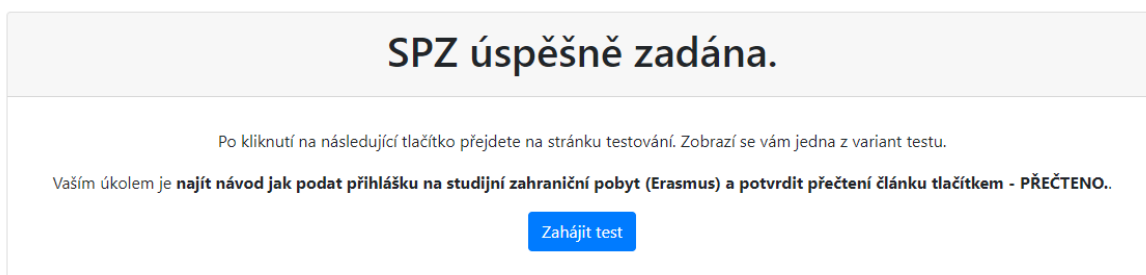 SPZ úspěšně zadána.
Po kliknutí na následující tlačítko přejdete na stránku testování. Zobrazí se vám jedna z variant testu.
Vaším úkolem je najít návod jak podat přihlášku na studijní zahraniční pobyt (Erasmus) a potvrdit přečtení článku tlačítkem - PŘEČTENO..
Zahájit test